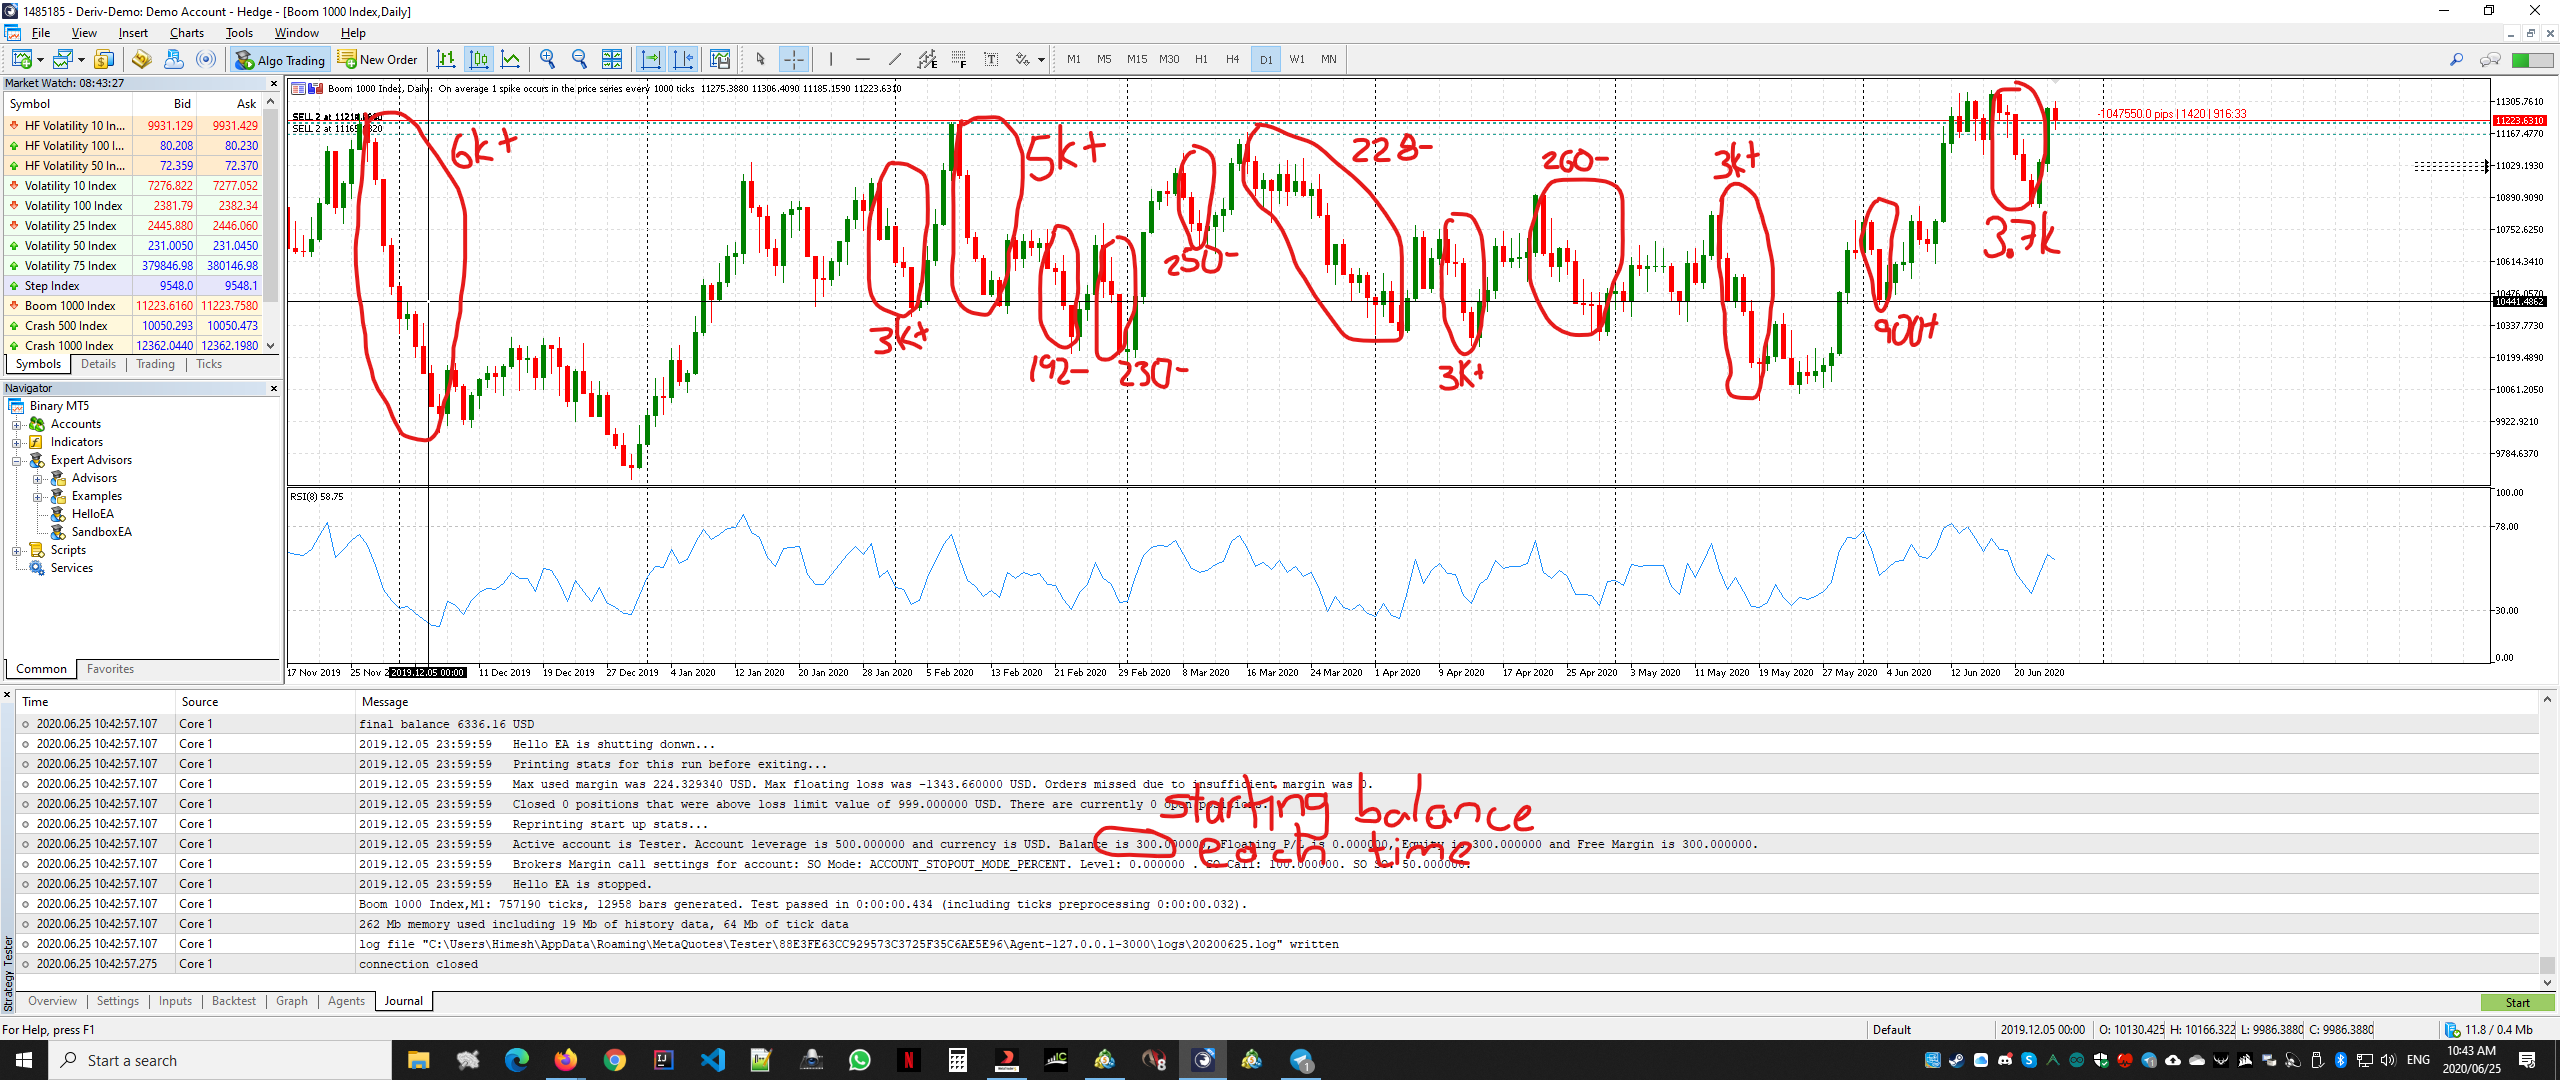 1485185 - Deriv-Demo: Demo Account - Hedge - [Boom 1000 Index,Daily]
File View Insert Charts Tools Window Help
Algo Trading New Order M1 M5 M15 M30 H1 H4 D1 W1 MN
Market Watch: 08:43:27
Symbol Bid Ask
HF Volatility 10 In... 9931.129 9931.429
HF Volatility 100 I... 80.208 80.230
HF Volatility 50 In... 72.359 72.370
Volatility 10 Index 7276.822 7277.052
Volatility 100 Index 2381.79 2382.34
Volatility 25 Index 2445.880 2446.060
Volatility 50 Index 231.0050 231.0450
Volatility 75 Index 379846.98 380146.98
Step Index 9548.0 9548.1
Boom 1000 Index 11223.6160 11223.7580
Crash 500 Index 10050.293 10050.473
Crash 1000 Index 12362.0440 12362.1980
Symbols Details Trading Ticks
Navigator
Binary MT5
Accounts
Indicators
Expert Advisors
Advisors
Examples
HelloEA
SandboxEA
Scripts
Services
Common Favorites
Boom 1000 Index, Daily: On average 1 spike occurs in the price series every 1000 ticks 11275.3880 11306.4090 11185.1590 11223.6310
-1047550.0 pips | 1420 | 916:33
6k+
3k+
5k+
192-
230-
250-
228-
3k+
260-
3k+
900+
3.7k
11305.7610
11223.6310
11167.4770
11029.1930
10890.9090
10752.6250
10614.3410
10476.0570
10441.4862
10337.7730
10199.4890
10061.2050
9922.9210
9784.6370
RSI(8) 58.75
100.00
78.00
30.00
0.00
17 Nov 2019 25 Nov 2019.12.05 00:00 11 Dec 2019 19 Dec 2019 27 Dec 2019 4 Jan 2020 12 Jan 2020 20 Jan 2020 28 Jan 2020 5 Feb 2020 13 Feb 2020 21 Feb 2020 29 Feb 2020 8 Mar 2020 16 Mar 2020 24 Mar 2020 1 Apr 2020 9 Apr 2020 17 Apr 2020 25 Apr 2020 3 May 2020 11 May 2020 19 May 2020 27 May 2020 4 Jun 2020 12 Jun 2020 20 Jun 2020
Time Source Message
2020.06.25 10:42:57.107 Core 1 final balance 6336.16 USD
2020.06.25 10:42:57.107 Core 1 2019.12.05 23:59:59 Hello EA is shutting donwn...
2020.06.25 10:42:57.107 Core 1 2019.12.05 23:59:59 Printing stats for this run before exiting...
2020.06.25 10:42:57.107 Core 1 2019.12.05 23:59:59 Max used margin was 224.329340 USD. Max floating loss was -1343.660000 USD. Orders missed due to insufficient margin was 0.
2020.06.25 10:42:57.107 Core 1 2019.12.05 23:59:59 Closed 0 positions that were above loss limit value of 999.000000 USD. There are currently 0 open positions.
2020.06.25 10:42:57.107 Core 1 2019.12.05 23:59:59 Reprinting start up stats...
2020.06.25 10:42:57.107 Core 1 2019.12.05 23:59:59 Active account is Tester. Account leverage is 500.000000 and currency is USD. Balance is 300.000000, Floating P/L is 0.000000, Equity is 300.000000 and Free Margin is 300.000000.
2020.06.25 10:42:57.107 Core 1 2019.12.05 23:59:59 Brokers Margin call settings for account: SO Mode: ACCOUNT_STOPOUT_MODE_PERCENT. Level: 0.000000 . SO Call: 100.000000. SO SO: 50.000000.
2020.06.25 10:42:57.107 Core 1 2019.12.05 23:59:59 Hello EA is stopped.
2020.06.25 10:42:57.107 Core 1 Boom 1000 Index,M1: 757190 ticks, 12958 bars generated. Test passed in 0:00:00.434 (including ticks preprocessing 0:00:00.032).
2020.06.25 10:42:57.107 Core 1 262 Mb memory used including 19 Mb of history data, 64 Mb of tick data
2020.06.25 10:42:57.107 Core 1 log file "C:\Users\Himesh\AppData\Roaming\MetaQuotes\Tester\88E3FE63CC929573C3725F35C6AE5E96\Agent-127.0.0.1-3000\logs\20200625.log" written
2020.06.25 10:42:57.275 Core 1 connection closed
starting balance
each time
Strategy Tester
Overview Settings Inputs Backtest Graph Agents Journal Start
For Help, press F1 Default 2019.12.05 00:00 O: 10130.425 H: 10166.322 L: 9986.3880 C: 9986.3880 11.8 / 0.4 Mb
Start a search ENG 10:43 AM
2020/06/25